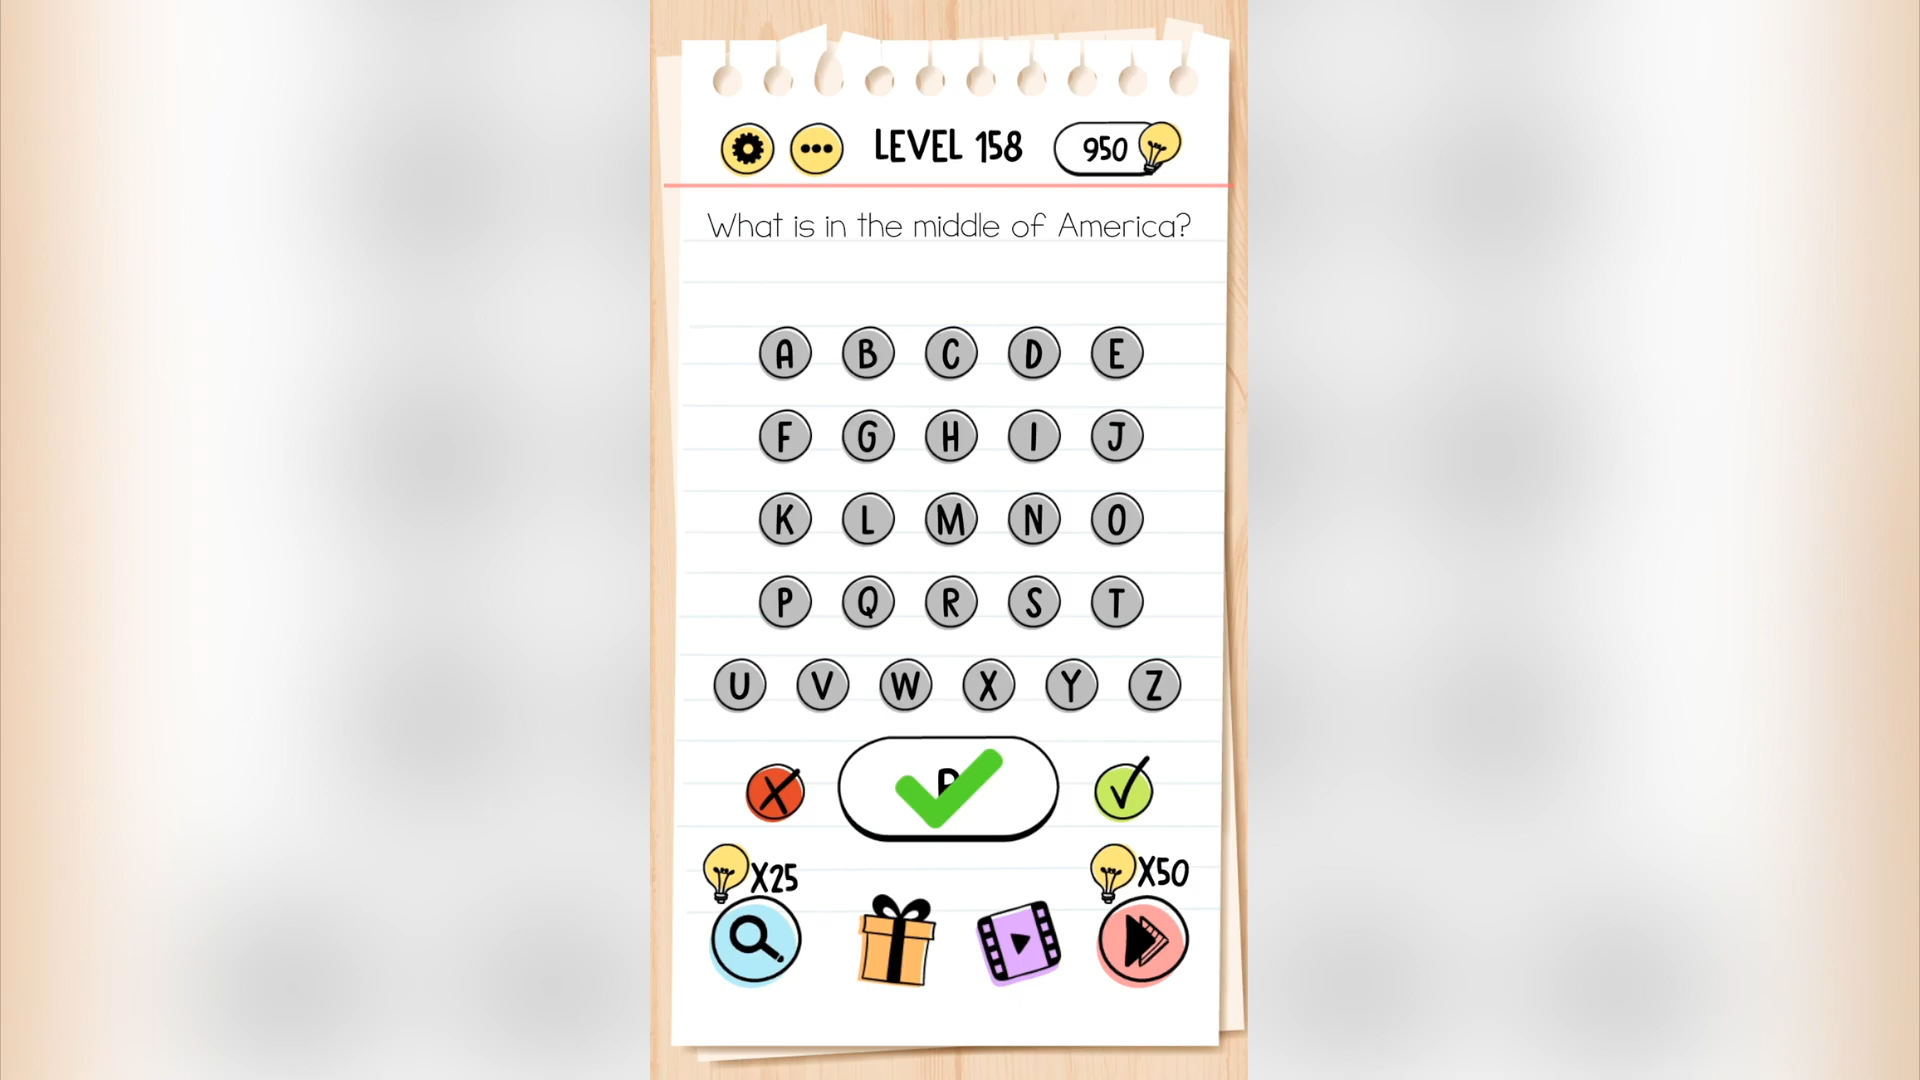 LEVEL 158
950
What is in the middle of America?
A B C D E
F G H I J
K L M N O
P Q R S T
U V W X Y Z
X25
X50